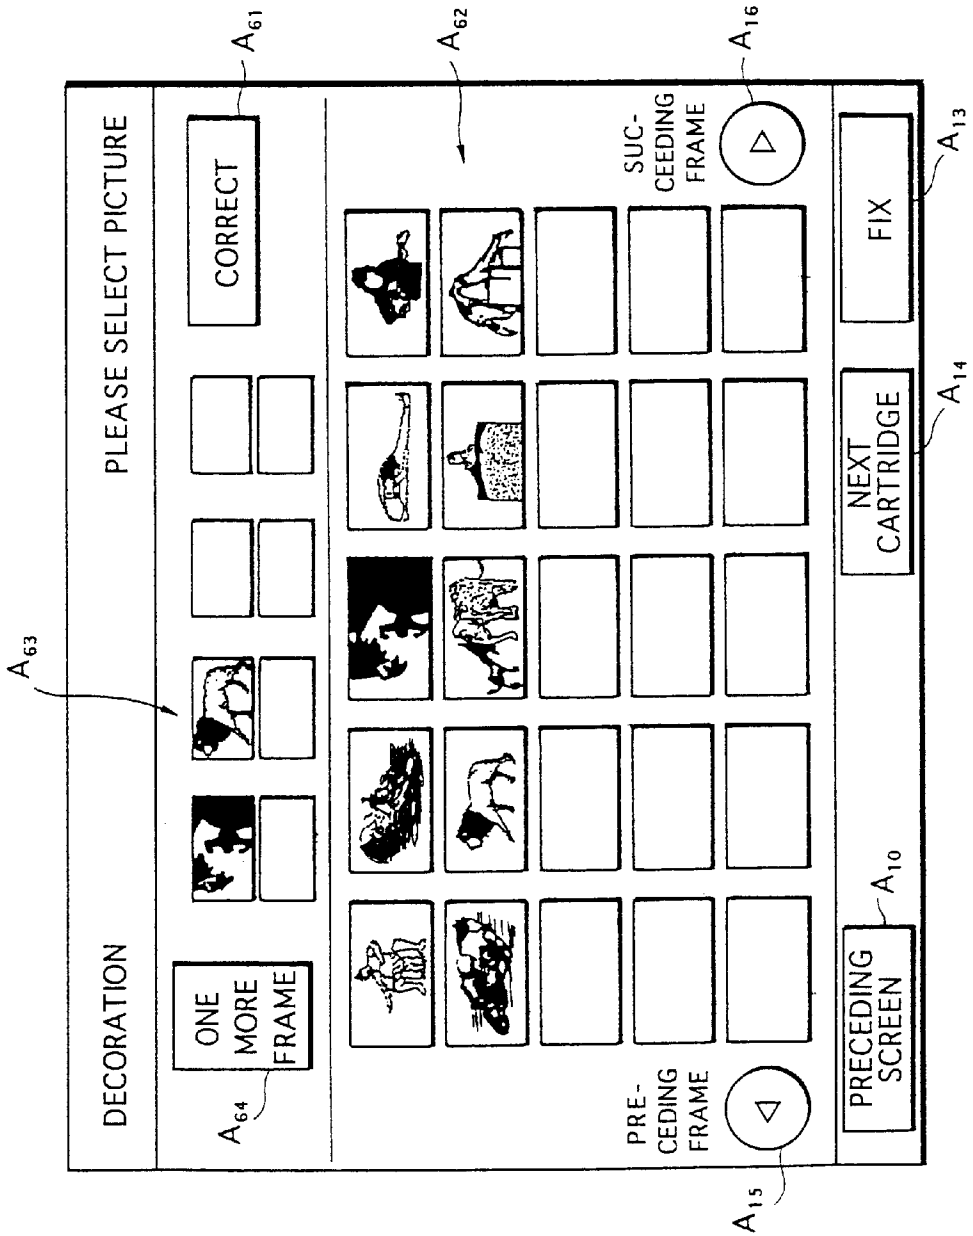 A61
A62
A16
A63
DECORATION
PLEASE SELECT PICTURE
ONE
MORE
FRAME
CORRECT
A64
PRE-
CEDING
FRAME
SUC-
CEEDING
FRAME
A15
PRECEDING
SCREEN
NEXT
CARTRIDGE
FIX
A10
A14
A13